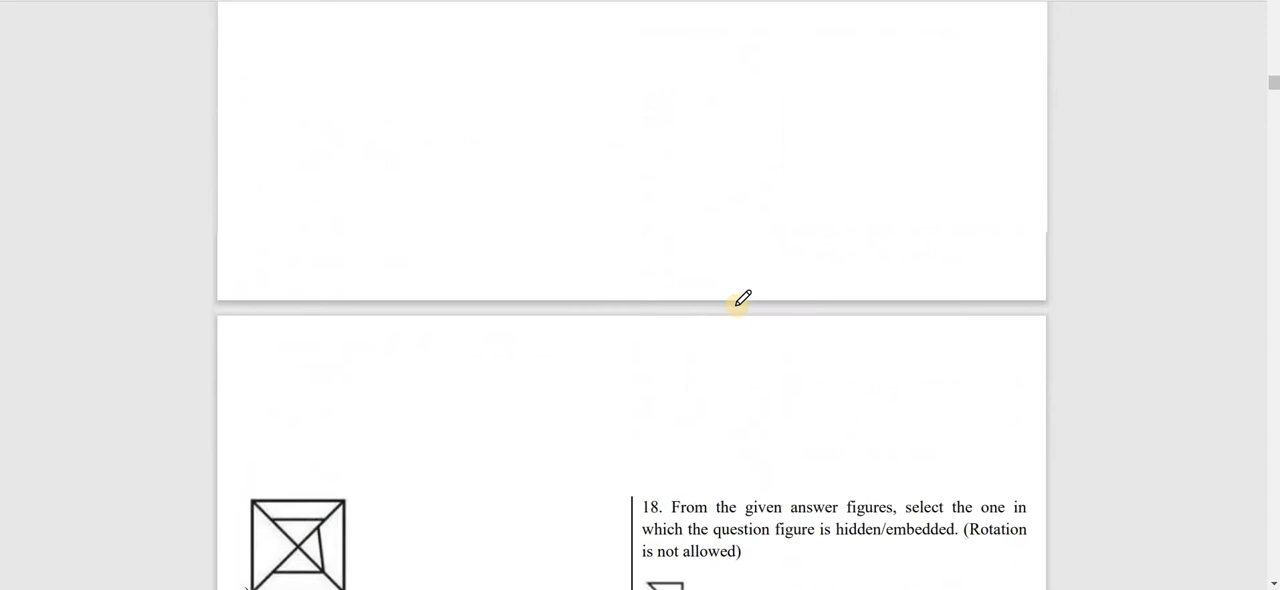 18. From the given answer figures, select the one in
which the question figure is hidden/embedded. (Rotation
is not allowed)